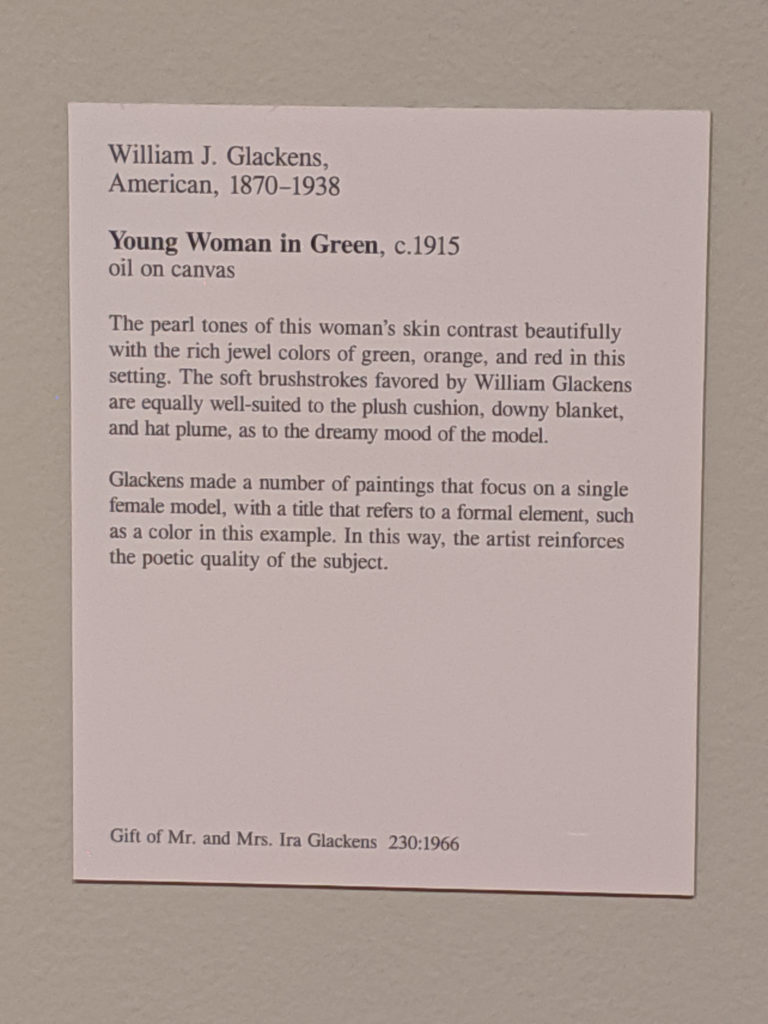 William J. Glackens,
American, 1870–1938
Young Woman in Green, c.1915
oil on canvas
The pearl tones of this woman's skin contrast beautifully
with the rich jewel colors of green, orange, and red in this
setting. The soft brushstrokes favored by William Glackens
are equally well-suited to the plush cushion, downy blanket,
and hat plume, as to the dreamy mood of the model.
Glackens made a number of paintings that focus on a single
female model, with a title that refers to a formal element, such
as a color in this example. In this way, the artist reinforces
the poetic quality of the subject.
Gift of Mr. and Mrs. Ira Glackens 230:1966